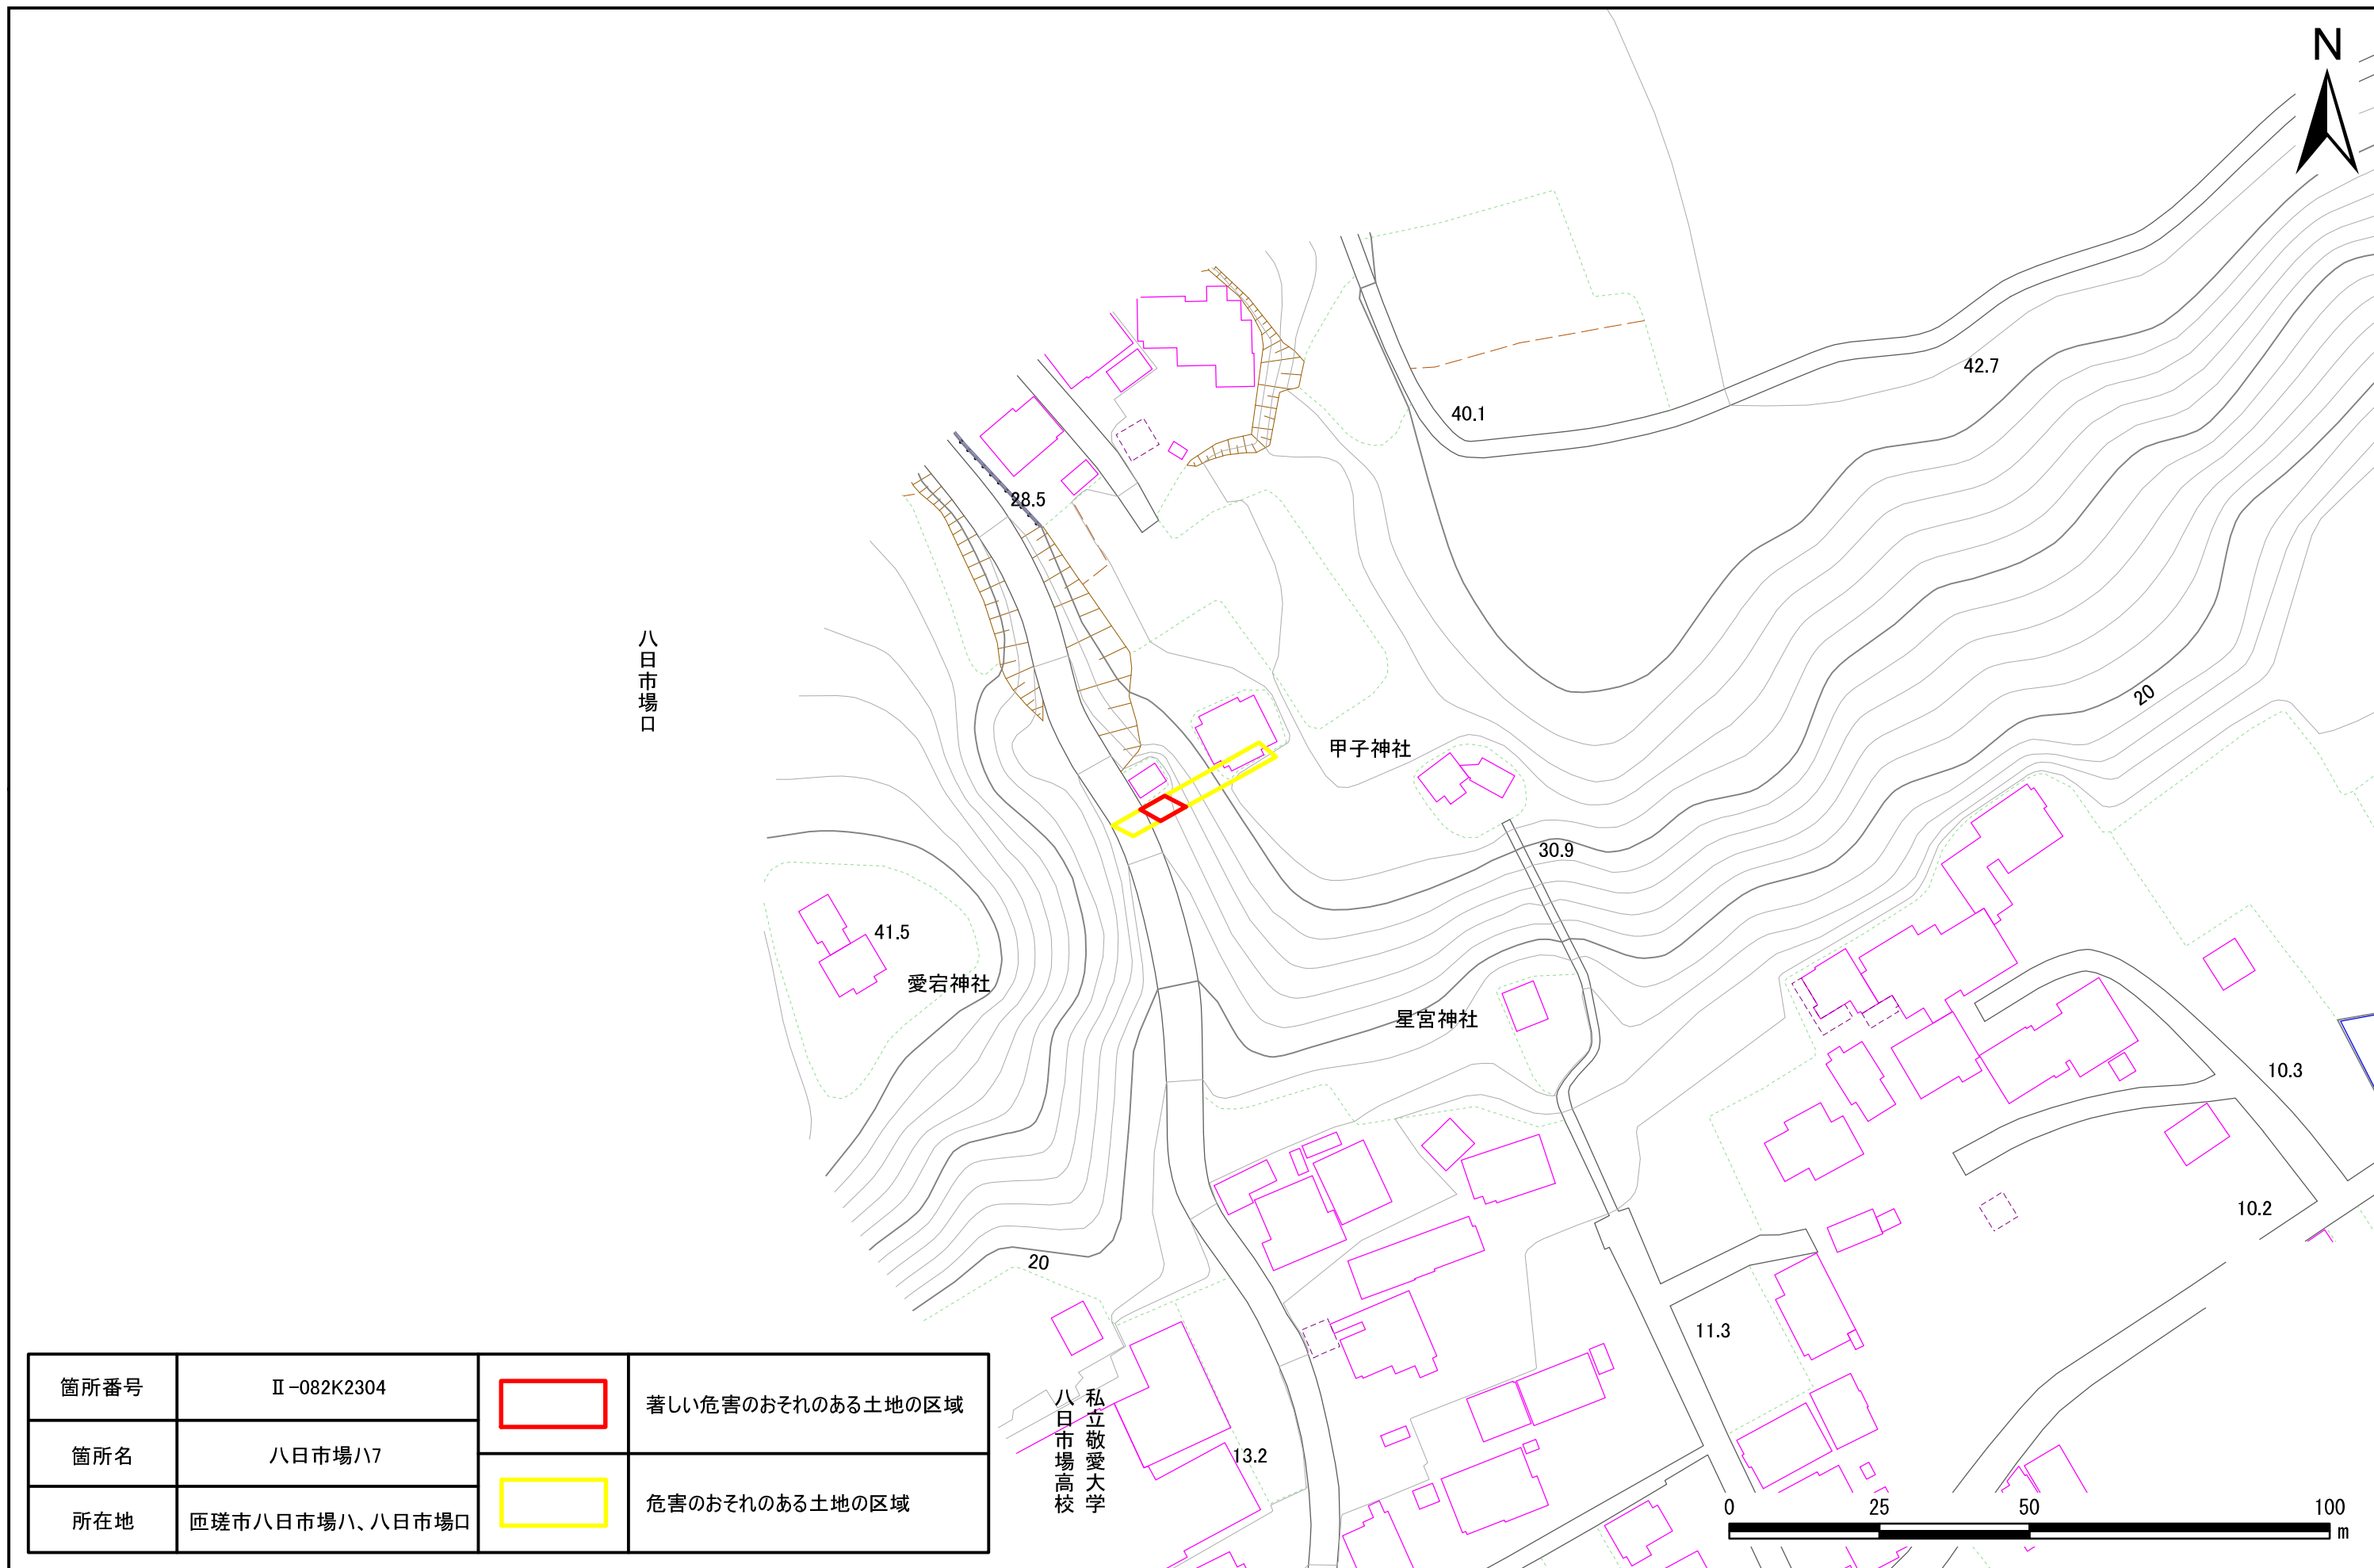 N
42.7
40.1
28.5
八日市場ロ
20
甲子神社
30.9
41.5
愛宕神社
星宮神社
10.3
10.2
20
11.3
13.2
私立敬愛大学
八日市場高校
箇所番号
Ⅱ-082K2304
箇所名
八日市場ハ7
所在地
匝瑳市八日市場ハ、八日市場ロ
著しい危害のおそれのある土地の区域
危害のおそれのある土地の区域
0 25 50 100
m